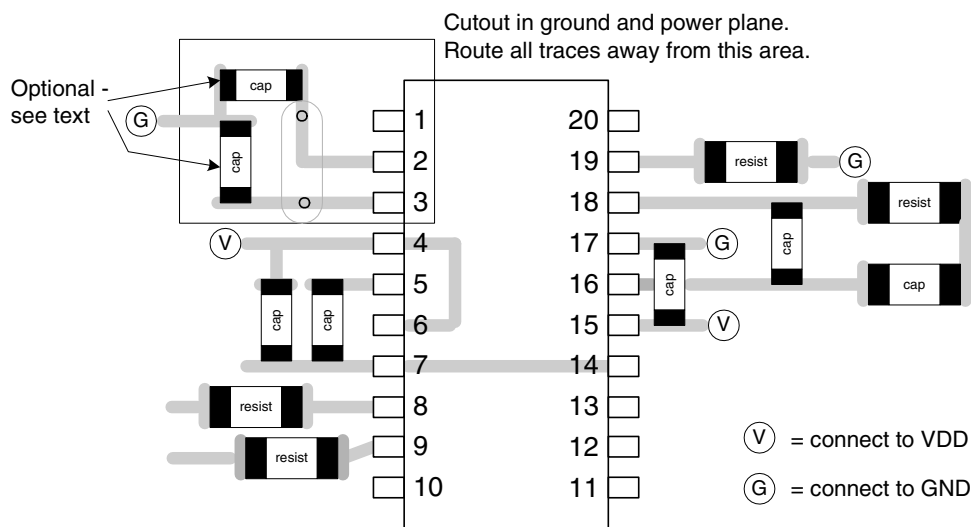 Cutout in ground and power plane.
Route all traces away from this area.
Optional -
see text
cap
G
cap
1
20
2
19
resist
G
3
18
resist
V
4
17
G
cap
5
16
cap
cap
cap
cap
6
15
V
7
14
resist
8
13
resist
9
12
V = connect to VDD
10
11
G = connect to GND